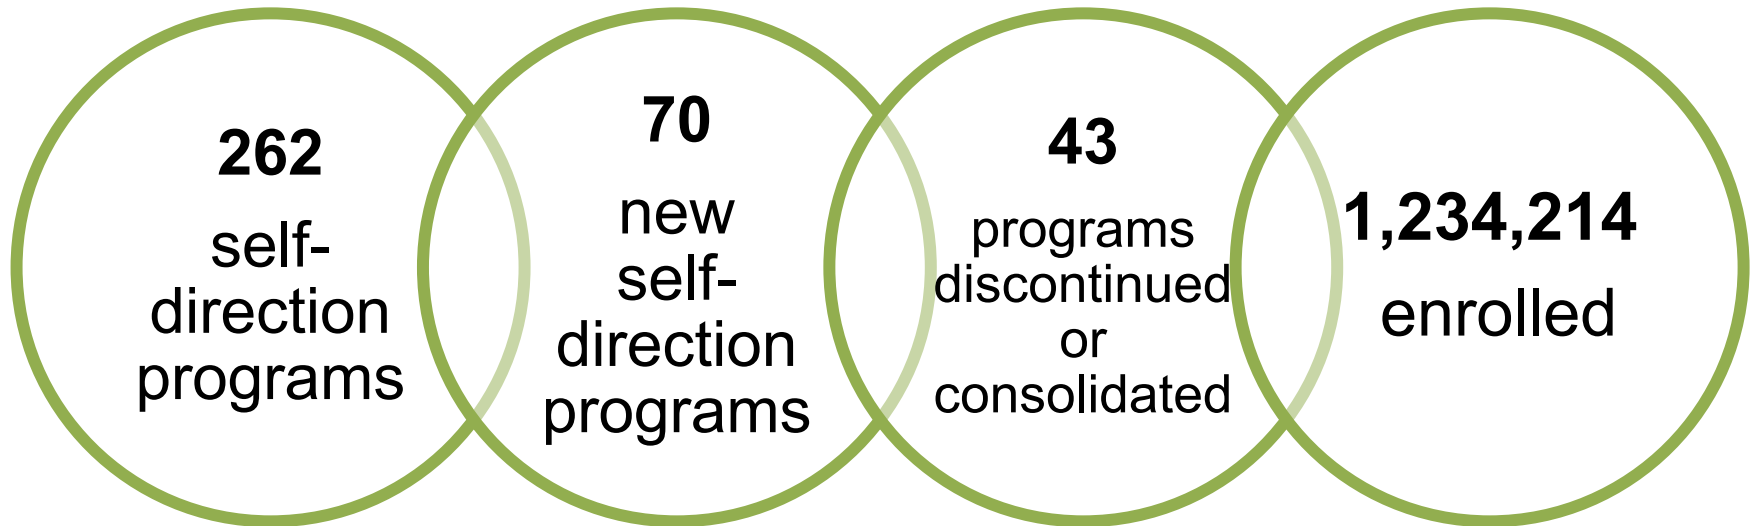 262
self-
direction
programs
70
new
self-
direction
programs
43
programs
discontinued
or
consolidated
1,234,214
enrolled